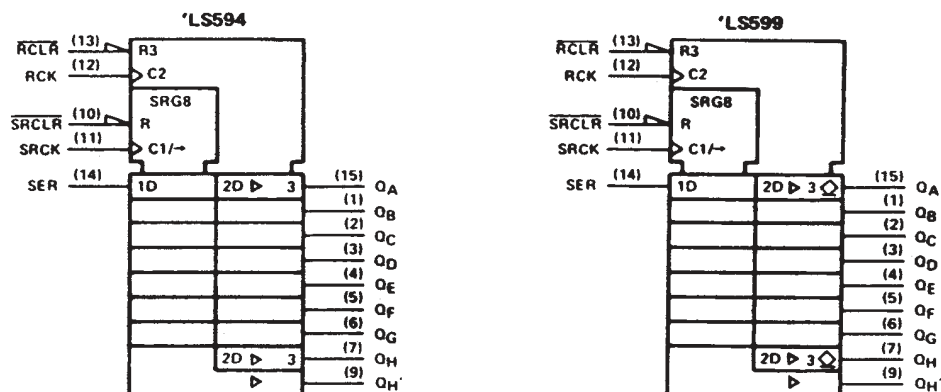 'LS594
RCLR (13) R3
RCK (12) C2
SRG8
SRCLR (10) R
SRCK (11) C1/→
SER (14) 1D 2D ▷ 3 (15) QA
(1) QB
(2) QC
(3) QD
(4) QE
(5) QF
(6) QG
2D ▷ 3 (7) QH
▷ (9) QH'
'LS599
RCLR (13) R3
RCK (12) C2
SRG8
SRCLR (10) R
SRCK (11) C1/→
SER (14) 1D 2D ▷ 3 ◇ (15) QA
(1) QB
(2) QC
(3) QD
(4) QE
(5) QF
(6) QG
2D ▷ 3 ◇ (7) QH
▷ (9) QH'